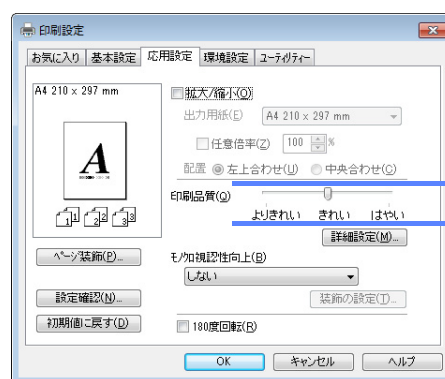 印刷設定
お気に入り 基本設定 応用設定 環境設定 ユーティリティー
A4 210 × 297 mm
A
1 1 2 2 3 3
拡大/縮小(O)
出力用紙(E) A4 210 × 297 mm
任意倍率(Z) 100 %
配置 左上合わせ(U) 中央合わせ(C)
印刷品質(Q)
よりきれい きれい はやい
詳細設定(M)...
ページ装飾(P)...
モノクロ視認性向上(B)
しない
設定確認(N)...
装飾の設定(T)...
初期値に戻す(D)
180度回転(R)
OK キャンセル ヘルプ